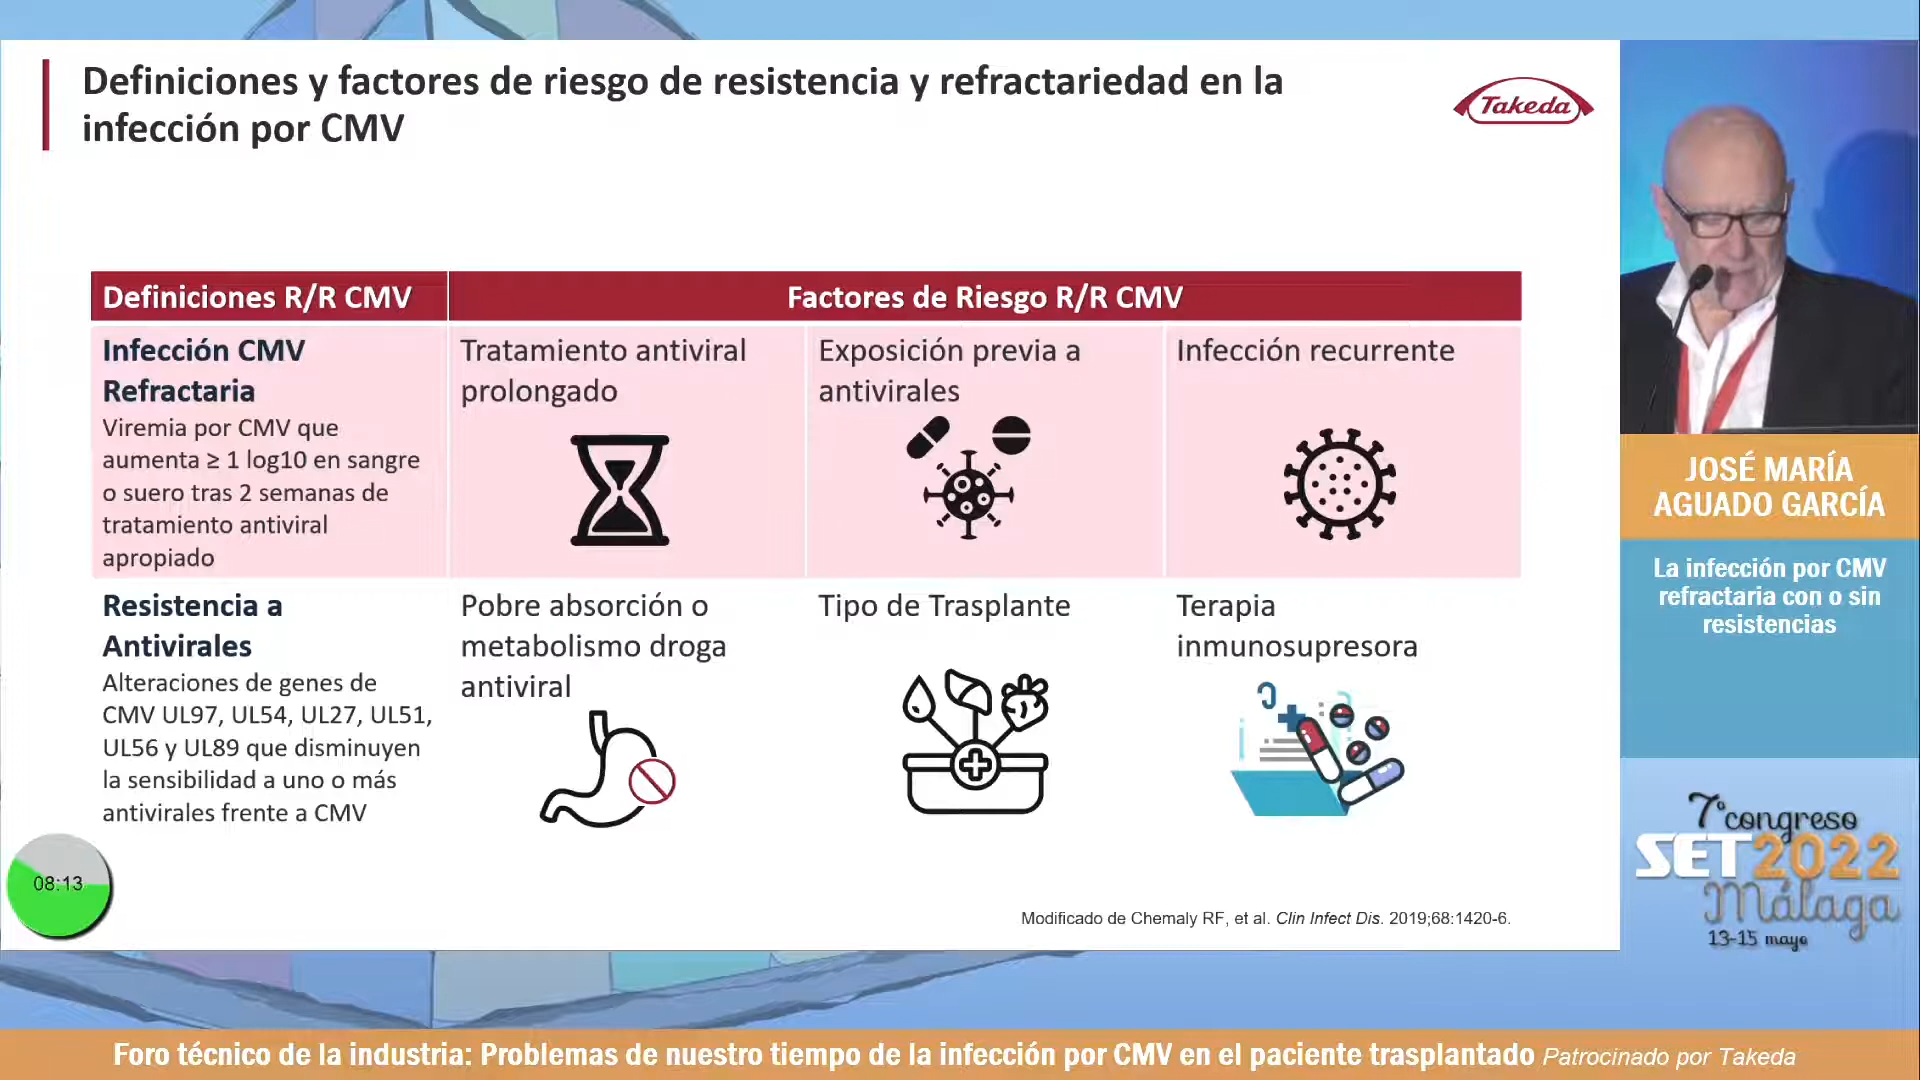 Definiciones y factores de riesgo de resistencia y refractariedad en la
infección por CMV
Takeda
Definiciones R/R CMV
Factores de Riesgo R/R CMV
Infección CMV
Refractaria
Viremia por CMV que
aumenta ≥ 1 log10 en sangre
o suero tras 2 semanas de
tratamiento antiviral
apropiado
Tratamiento antiviral
prolongado
Exposición previa a
antivirales
Infección recurrente
Resistencia a
Antivirales
Alteraciones de genes de
CMV UL97, UL54, UL27, UL51,
UL56 y UL89 que disminuyen
la sensibilidad a uno o más
antivirales frente a CMV
Pobre absorción o
metabolismo droga
antiviral
Tipo de Trasplante
Terapia
inmunosupresora
08:13
Modificado de Chemaly RF, et al. Clin Infect Dis. 2019;68:1420-6.
JOSÉ MARÍA
AGUADO GARCÍA
La infección por CMV
refractaria con o sin
resistencias
7º congreso
SET2022
Málaga
13-15 mayo
Foro técnico de la industria: Problemas de nuestro tiempo de la infección por CMV en el paciente trasplantado Patrocinado por Takeda